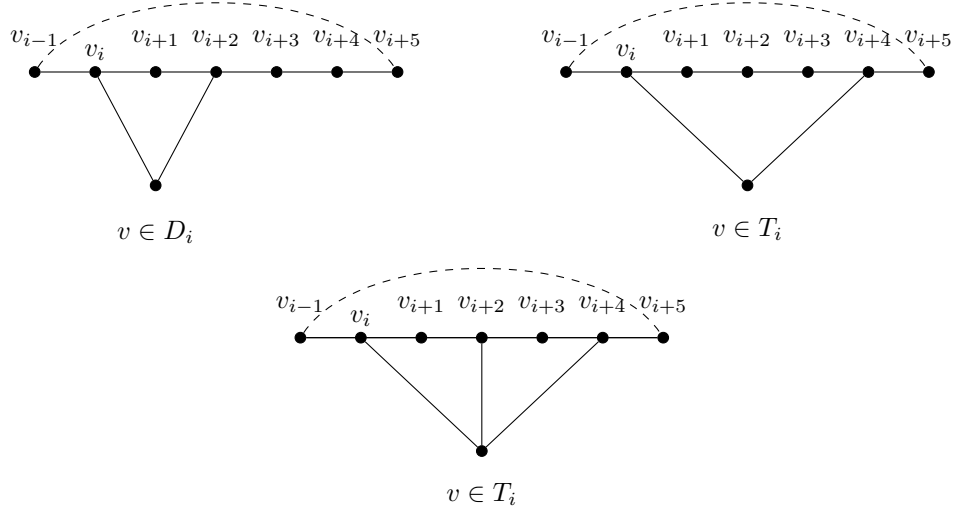 v_{i−1} v_i v_{i+1} v_{i+2} v_{i+3} v_{i+4} v_{i+5}
v ∈ D_i
v_{i−1} v_i v_{i+1} v_{i+2} v_{i+3} v_{i+4} v_{i+5}
v ∈ T_i
v_{i−1} v_i v_{i+1} v_{i+2} v_{i+3} v_{i+4} v_{i+5}
v ∈ T_i